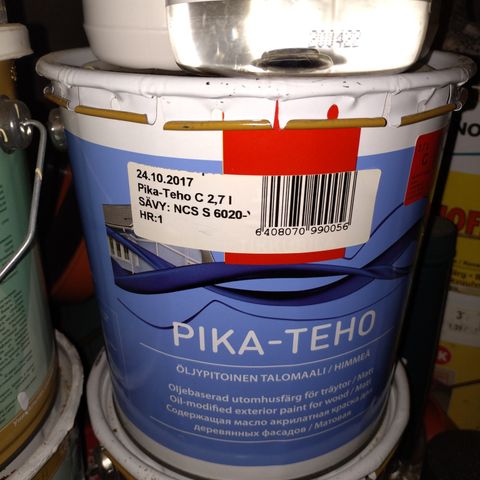 200422
24.10.2017
Pika-Teho C 2,7 l
SÄVY: NCS S 6020-Y
HR:1
6408070 990056
PIKA-TEHO
ÖLJYPITOINEN TALOMAALI / HIMMEÄ
Oljebaserad utomhusfärg för träytor / Matt
Oil-modified exterior paint for wood / Matt
Содержащая масло акрилатная краска для
деревянных фасадов / Матовая